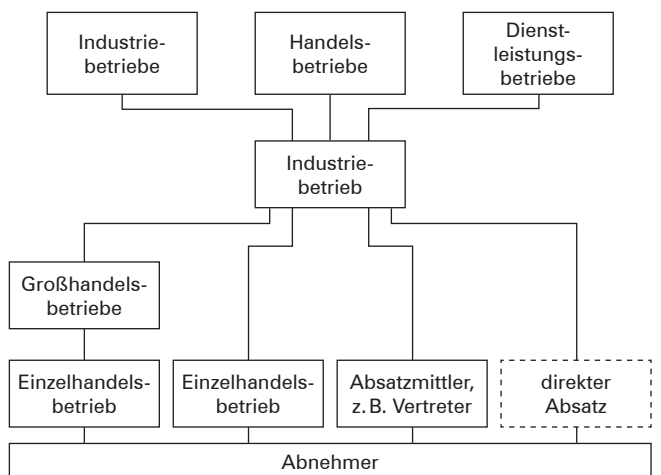 Industrie-
betriebe
Handels-
betriebe
Dienst-
leistungs-
betriebe
Industrie-
betrieb
Großhandels-
betriebe
Einzelhandels-
betrieb
Einzelhandels-
betrieb
Absatzmittler,
z. B. Vertreter
direkter
Absatz
Abnehmer